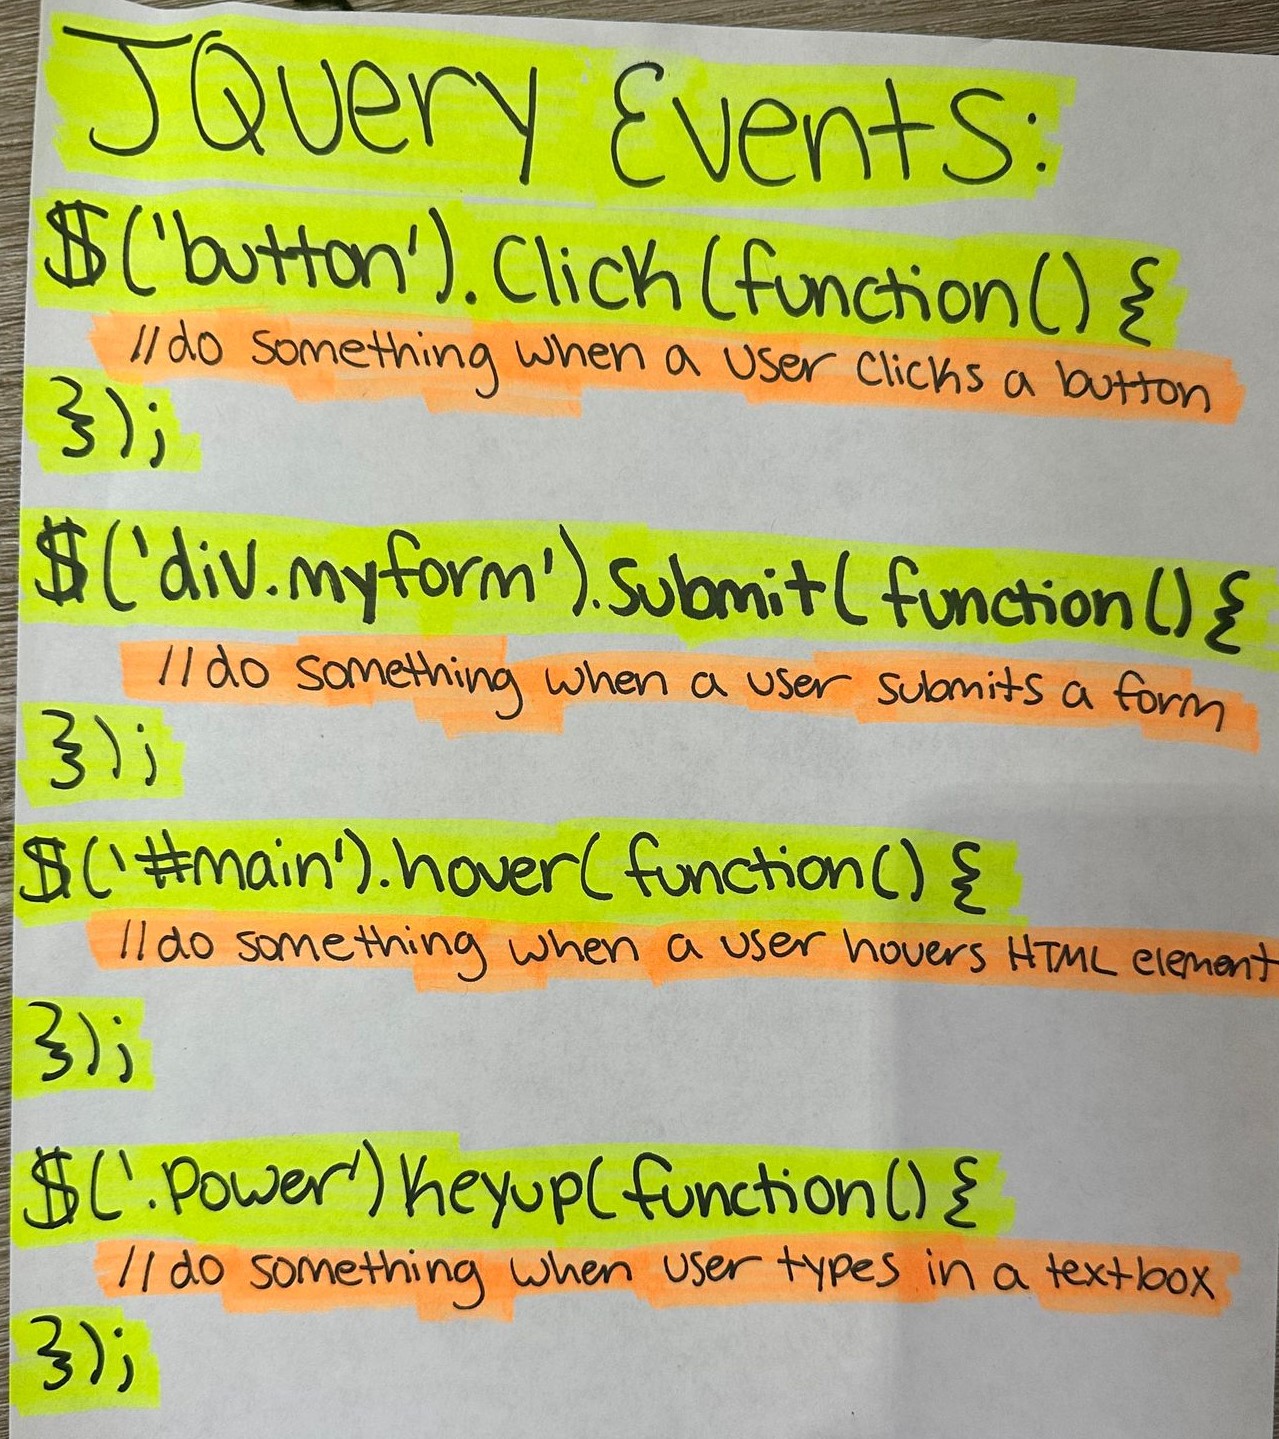 JQuery Events:
$('button').Click(function() {
//do something when a user clicks a button
});
$('div.myform').submit(function() {
//do something when a user submits a form
});
$('#main').hover(function() {
//do something when a user hovers HTML element
});
$('.Power')keyup(function() {
//do something when user types in a textbox
});